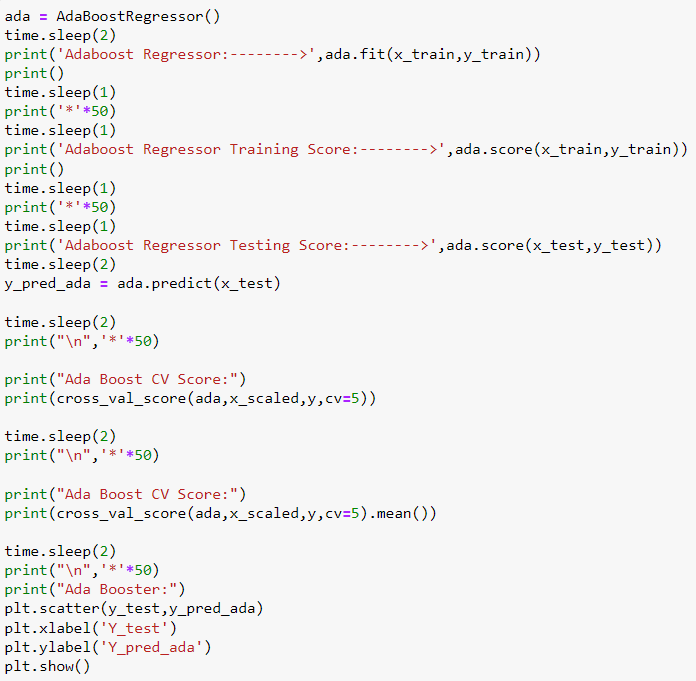 ada = AdaBoostRegressor()
time.sleep(2)
print('Adaboost Regressor:-------->',ada.fit(x_train,y_train))
print()
time.sleep(1)
print('*'*50)
time.sleep(1)
print('Adaboost Regressor Training Score:-------->',ada.score(x_train,y_train))
print()
time.sleep(1)
print('*'*50)
time.sleep(1)
print('Adaboost Regressor Testing Score:-------->',ada.score(x_test,y_test))
time.sleep(2)
y_pred_ada = ada.predict(x_test)

time.sleep(2)
print("\n",'*'*50)

print("Ada Boost CV Score:")
print(cross_val_score(ada,x_scaled,y,cv=5))

time.sleep(2)
print("\n",'*'*50)

print("Ada Boost CV Score:")
print(cross_val_score(ada,x_scaled,y,cv=5).mean())

time.sleep(2)
print("\n",'*'*50)
print("Ada Booster:")
plt.scatter(y_test,y_pred_ada)
plt.xlabel('Y_test')
plt.ylabel('Y_pred_ada')
plt.show()